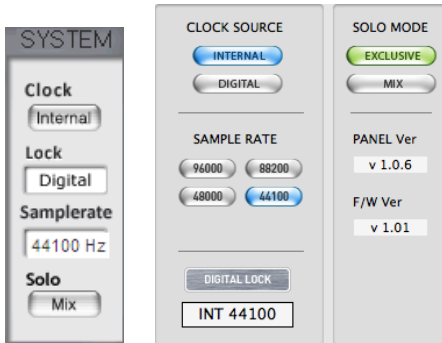 SYSTEM
Clock
Internal
Lock
Digital
Samplerate
44100 Hz
Solo
Mix
CLOCK SOURCE
INTERNAL
DIGITAL
SAMPLE RATE
96000 88200
48000 44100
DIGITAL LOCK
INT 44100
SOLO MODE
EXCLUSIVE
MIX
PANEL Ver
v 1.0.6
F/W Ver
v 1.01